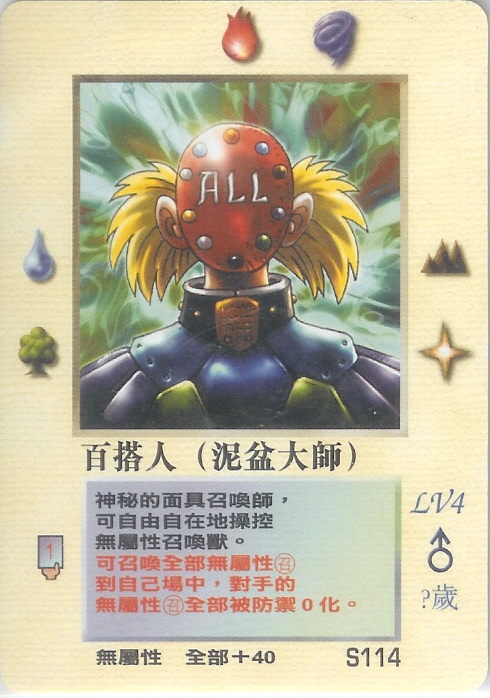 ALL
百搭人（泥盆大師）
神秘的面具召喚師，
可自由自在地操控
無屬性召喚獸。
可召喚全部無屬性㊁
到自己場中，對手的
無屬性召全部被防禦0化。
LV4
1
?歲
無屬性 全部＋40
S114